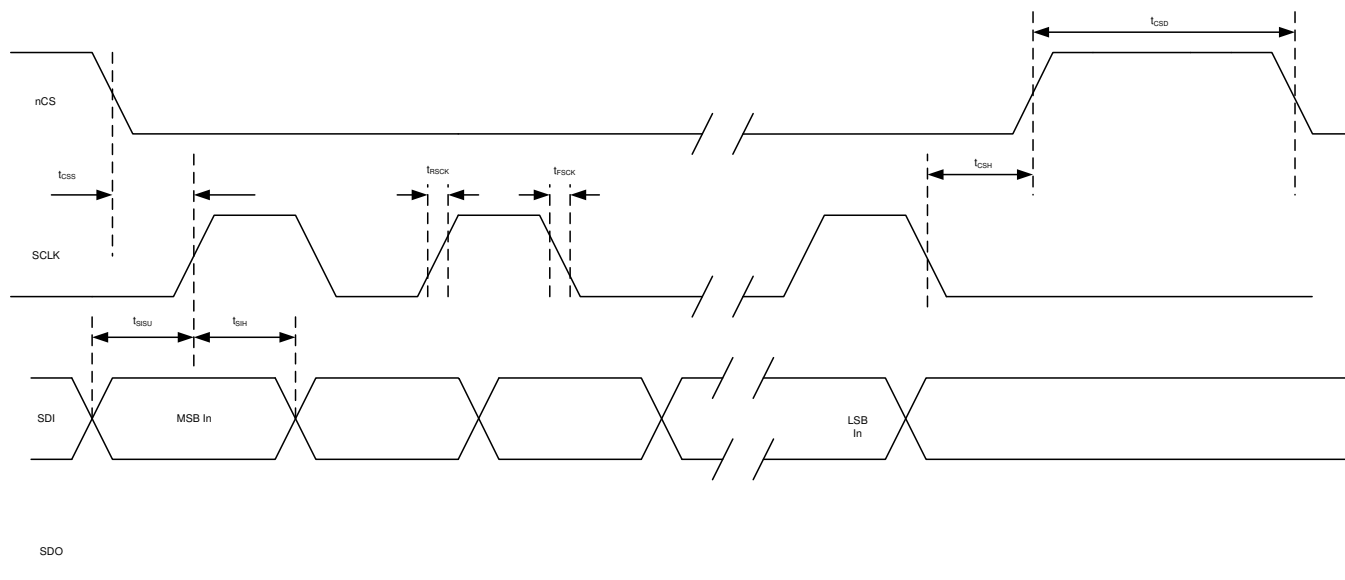 tCSD
nCS
tCSS
tRSCK
tFSCK
tCSH
SCLK
tSISU
tSIH
SDI
MSB In
LSB
In
SDO